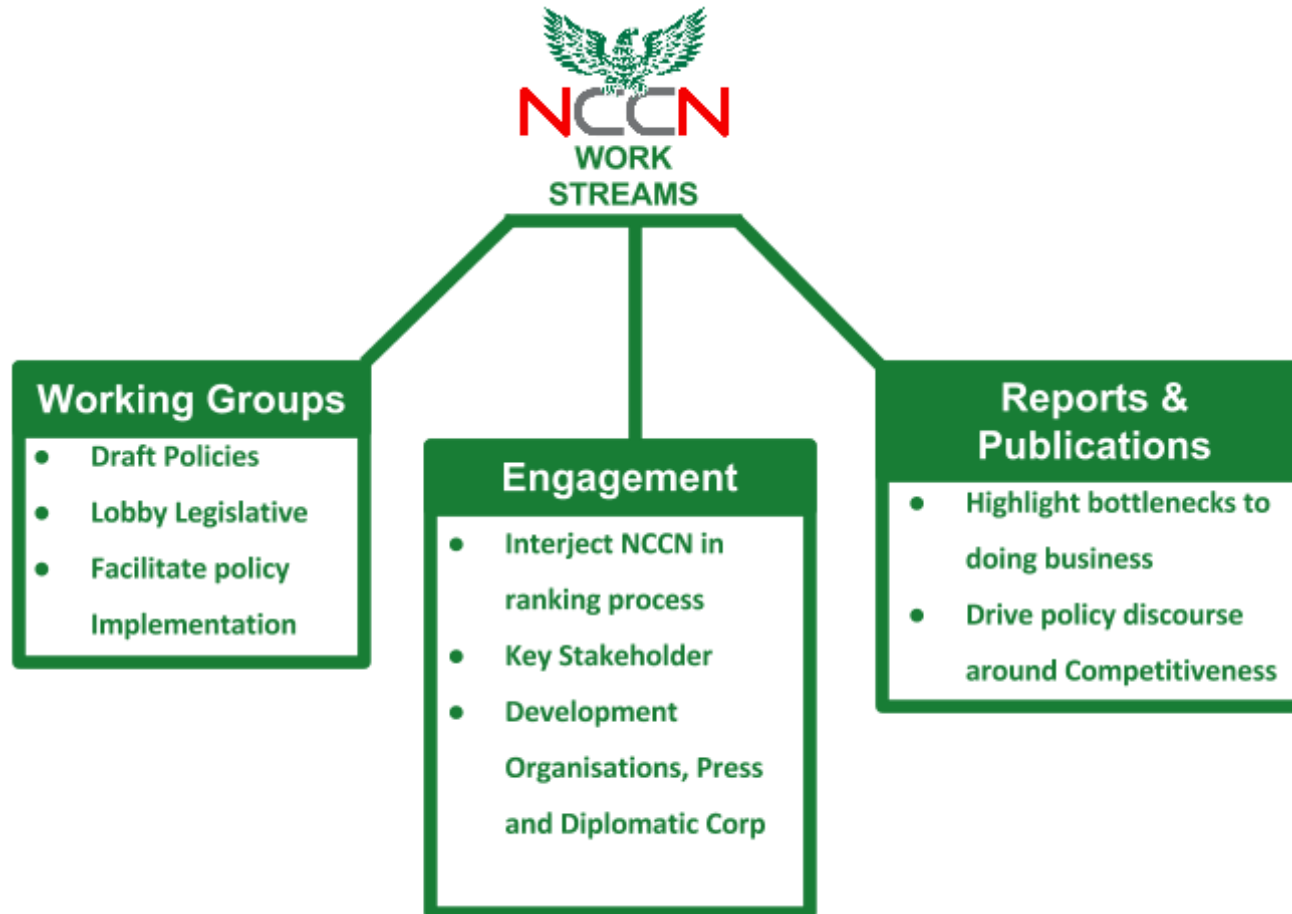 NCCN
WORK
STREAMS
Working Groups
● Draft Policies
● Lobby Legislative
● Facilitate policy
Implementation
Engagement
● Interject NCCN in
ranking process
● Key Stakeholder
● Development
Organisations, Press
and Diplomatic Corp
Reports &
Publications
● Highlight bottlenecks to
doing business
● Drive policy discourse
around Competitiveness